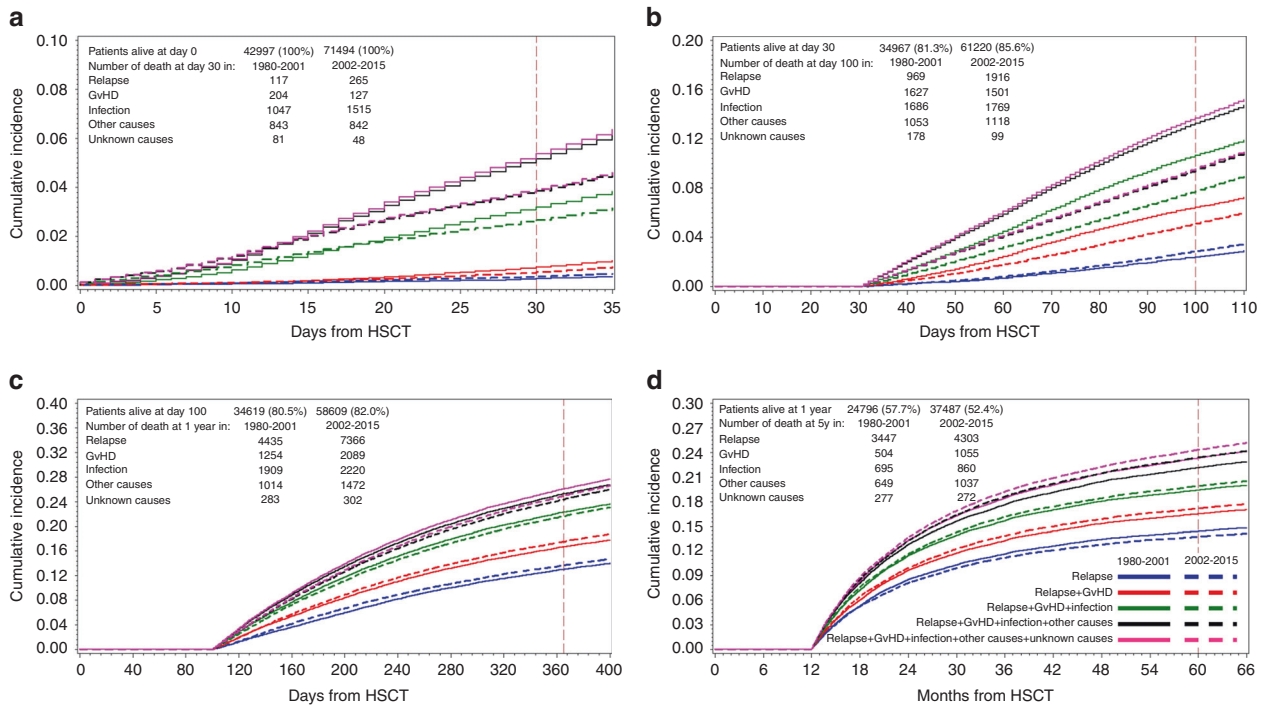 a
Cumulative incidence
0.10
0.08
0.06
0.04
0.02
0.00
Patients alive at day 0 42997 (100%) 71494 (100%)
Number of death at day 30 in: 1980-2001 2002-2015
Relapse 117 265
GvHD 204 127
Infection 1047 1515
Other causes 843 842
Unknown causes 81 48
0 5 10 15 20 25 30 35
Days from HSCT
b
Cumulative incidence
0.20
0.16
0.12
0.08
0.04
0.00
Patients alive at day 30 34967 (81.3%) 61220 (85.6%)
Number of death at day 100 in: 1980-2001 2002-2015
Relapse 969 1916
GvHD 1627 1501
Infection 1686 1769
Other causes 1053 1118
Unknown causes 178 99
0 10 20 30 40 50 60 70 80 90 100 110
Days from HSCT
c
Cumulative incidence
0.40
0.36
0.32
0.28
0.24
0.20
0.16
0.12
0.08
0.04
0.00
Patients alive at day 100 34619 (80.5%) 58609 (82.0%)
Number of death at 1 year in: 1980-2001 2002-2015
Relapse 4435 7366
GvHD 1254 2089
Infection 1909 2220
Other causes 1014 1472
Unknown causes 283 302
0 40 80 120 160 200 240 280 320 360 400
Days from HSCT
d
Cumulative incidence
0.30
0.27
0.24
0.21
0.18
0.15
0.12
0.09
0.06
0.03
0.00
Patients alive at 1 year 24796 (57.7%) 37487 (52.4%)
Number of death at 5y in: 1980-2001 2002-2015
Relapse 3447 4303
GvHD 504 1055
Infection 695 860
Other causes 649 1037
Unknown causes 277 272
1980-2001 2002-2015
Relapse
Relapse+GvHD
Relapse+GvHD+infection
Relapse+GvHD+infection+other causes
Relapse+GvHD+infection+other causes+unknown causes
0 6 12 18 24 30 36 42 48 54 60 66
Months from HSCT